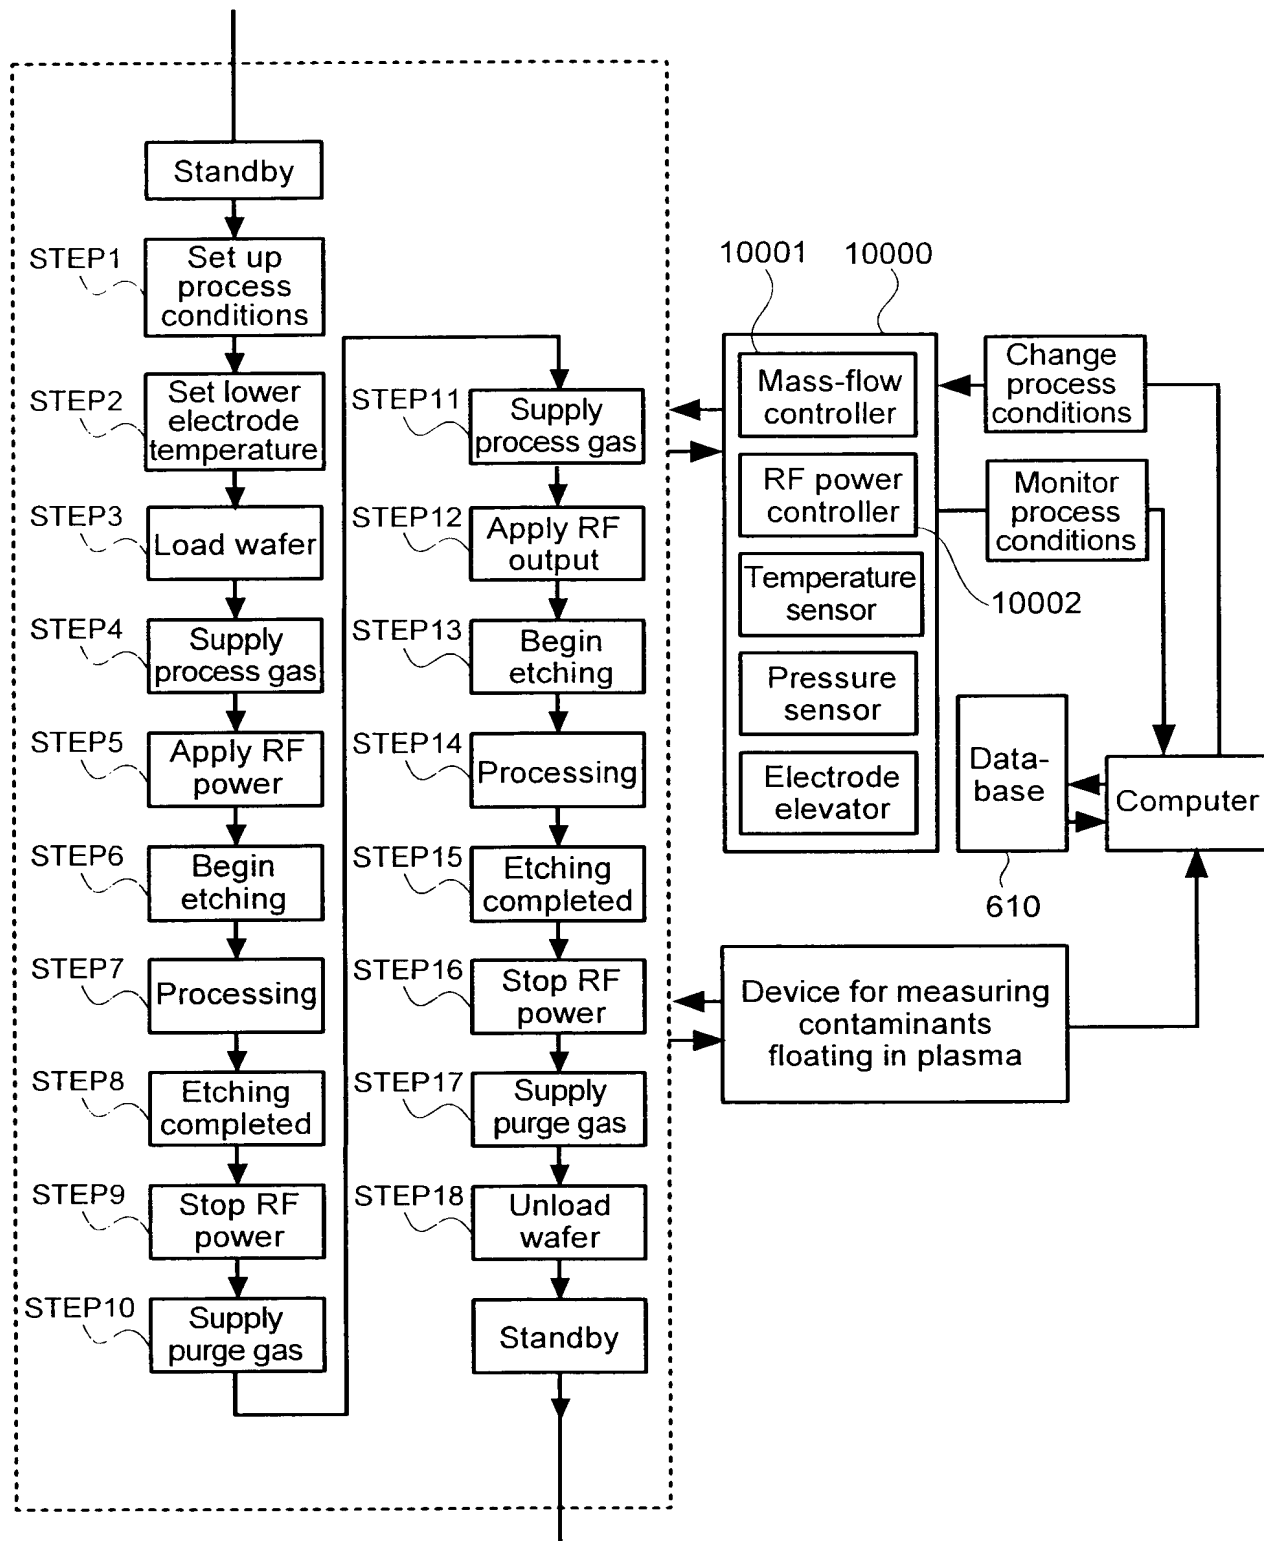 Standby
STEP1
Set up
process
conditions
STEP2
Set lower
electrode
temperature
STEP3
Load wafer
STEP4
Supply
process gas
STEP5
Apply RF
power
STEP6
Begin
etching
STEP7
Processing
STEP8
Etching
completed
STEP9
Stop RF
power
STEP10
Supply
purge gas
STEP11
Supply
process gas
STEP12
Apply RF
output
STEP13
Begin
etching
STEP14
Processing
STEP15
Etching
completed
STEP16
Stop RF
power
STEP17
Supply
purge gas
STEP18
Unload
wafer
Standby
10001
10000
Mass-flow
controller
RF power
controller
Temperature
sensor
10002
Pressure
sensor
Electrode
elevator
Change
process
conditions
Monitor
process
conditions
Data-
base
610
Computer
Device for measuring
contaminants
floating in plasma